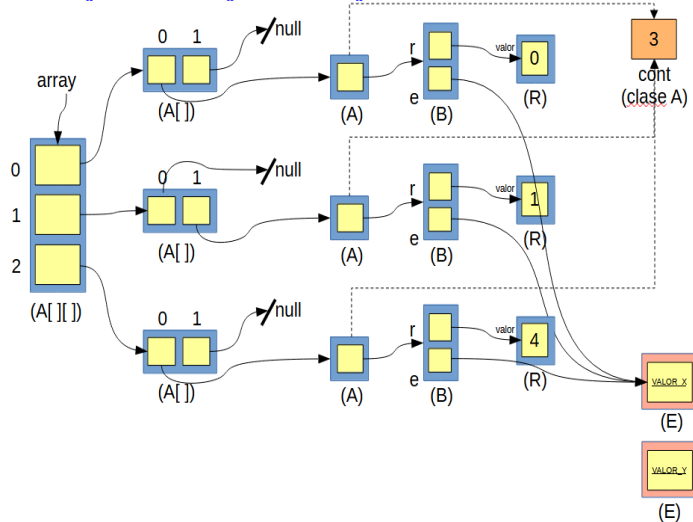 0 1
null
3
cont
(clase A)
array
r
valor
0
(A[ ])
(A)
e
(B)
(R)
0
0 1
null
r
valor
1
1
(A[ ])
(A)
e
(B)
(R)
2
(A[ ][ ])
0 1
null
r
valor
4
(A[ ])
(A)
e
(B)
(R)
VALOR_X
(E)
VALOR_Y
(E)